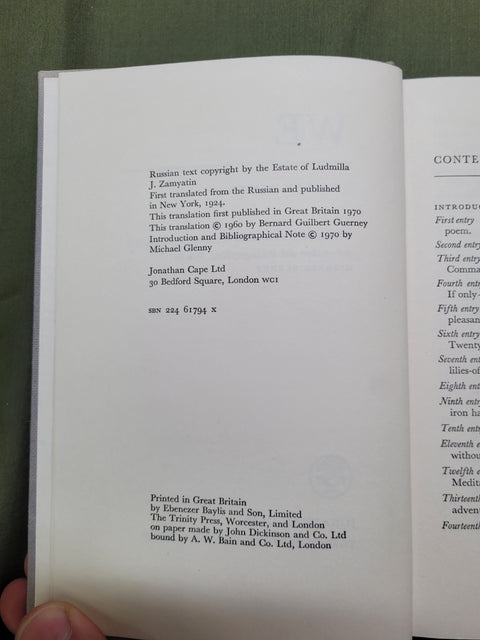 Russian text copyright by the Estate of Ludmilla
J. Zamyatin
First translated from the Russian and published
in New York, 1924.
This translation first published in Great Britain 1970
This translation © 1960 by Bernard Guilbert Guerney
Introduction and Bibliographical Note © 1970 by
Michael Glenny
Jonathan Cape Ltd
30 Bedford Square, London WC1
SBN 224 61794 X
Printed in Great Britain
by Ebenezer Baylis and Son, Limited
The Trinity Press, Worcester, and London
on paper made by John Dickinson and Co. Ltd
bound by A. W. Bain and Co. Ltd, London
CONTE
INTRODUC
First entry
poem.
Second entry
Third entry
Comma
Fourth entr
If only
Fifth entry
pleasan
Sixth entry
Twenty
Seventh ent
lilies-of
Eighth entr
Ninth entr
iron ha
Tenth ent
Eleventh e
withou
Twelfth e
Medita
Thirteenth
adven
Fourteenth